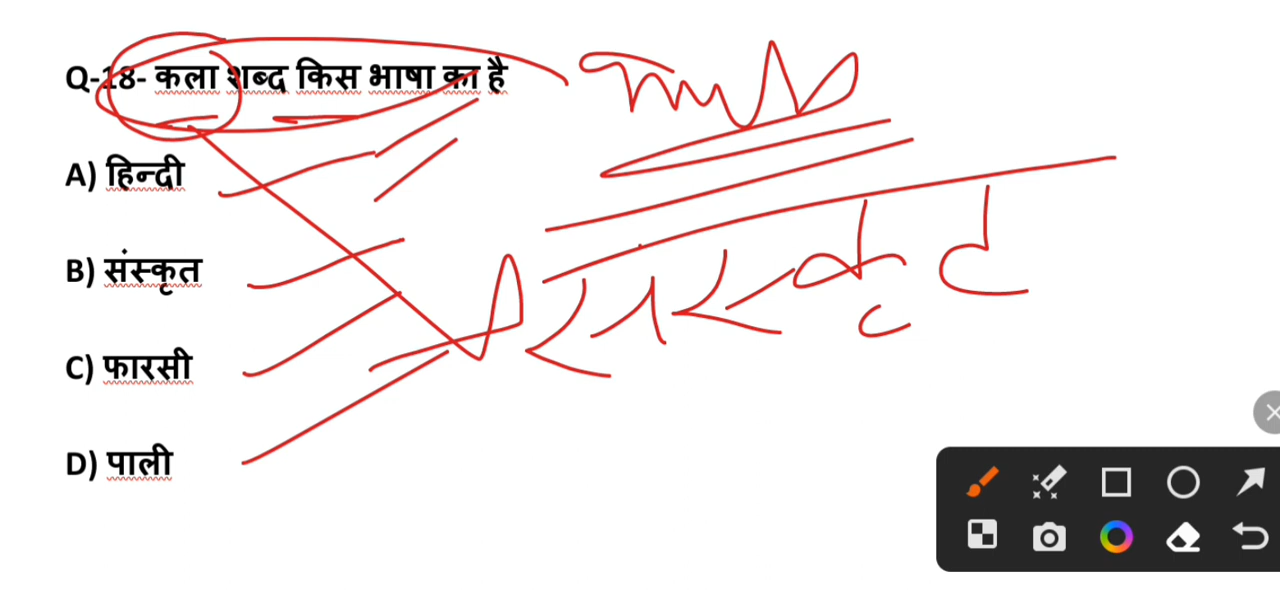 Q-18- कला शब्द किस भाषा का है
A) हिन्दी
B) संस्कृत
C) फारसी
D) पाली